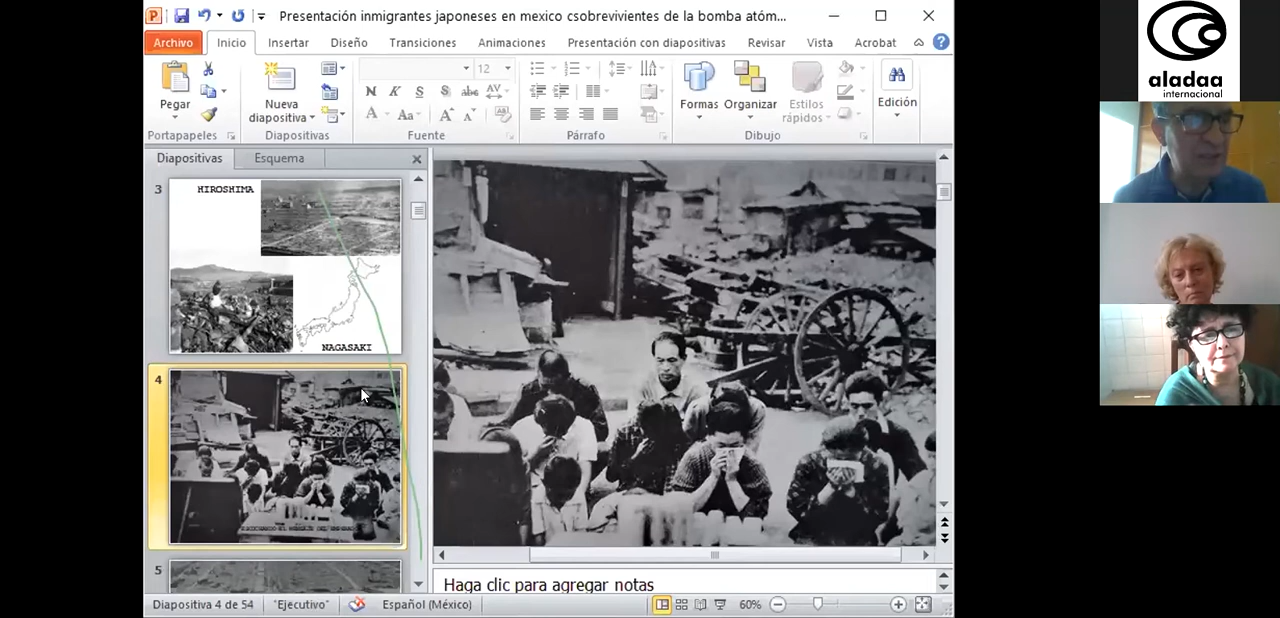 Presentación inmigrantes japoneses en mexico csobrevivientes de la bomba atóm...
Archivo Inicio Insertar Diseño Transiciones Animaciones Presentación con diapositivas Revisar Vista Acrobat
12
Pegar
Nueva diapositiva
N K S S abc AV
A Aa A A
Formas
Organizar
Estilos rápidos
Edición
Portapapeles Diapositivas Fuente Párrafo Dibujo
Diapositivas Esquema
3
HIROSHIMA
NAGASAKI
4
5
Haga clic para agregar notas
Diapositiva 4 de 54 "Ejecutivo" Español (México) 60%
aladaa
internacional